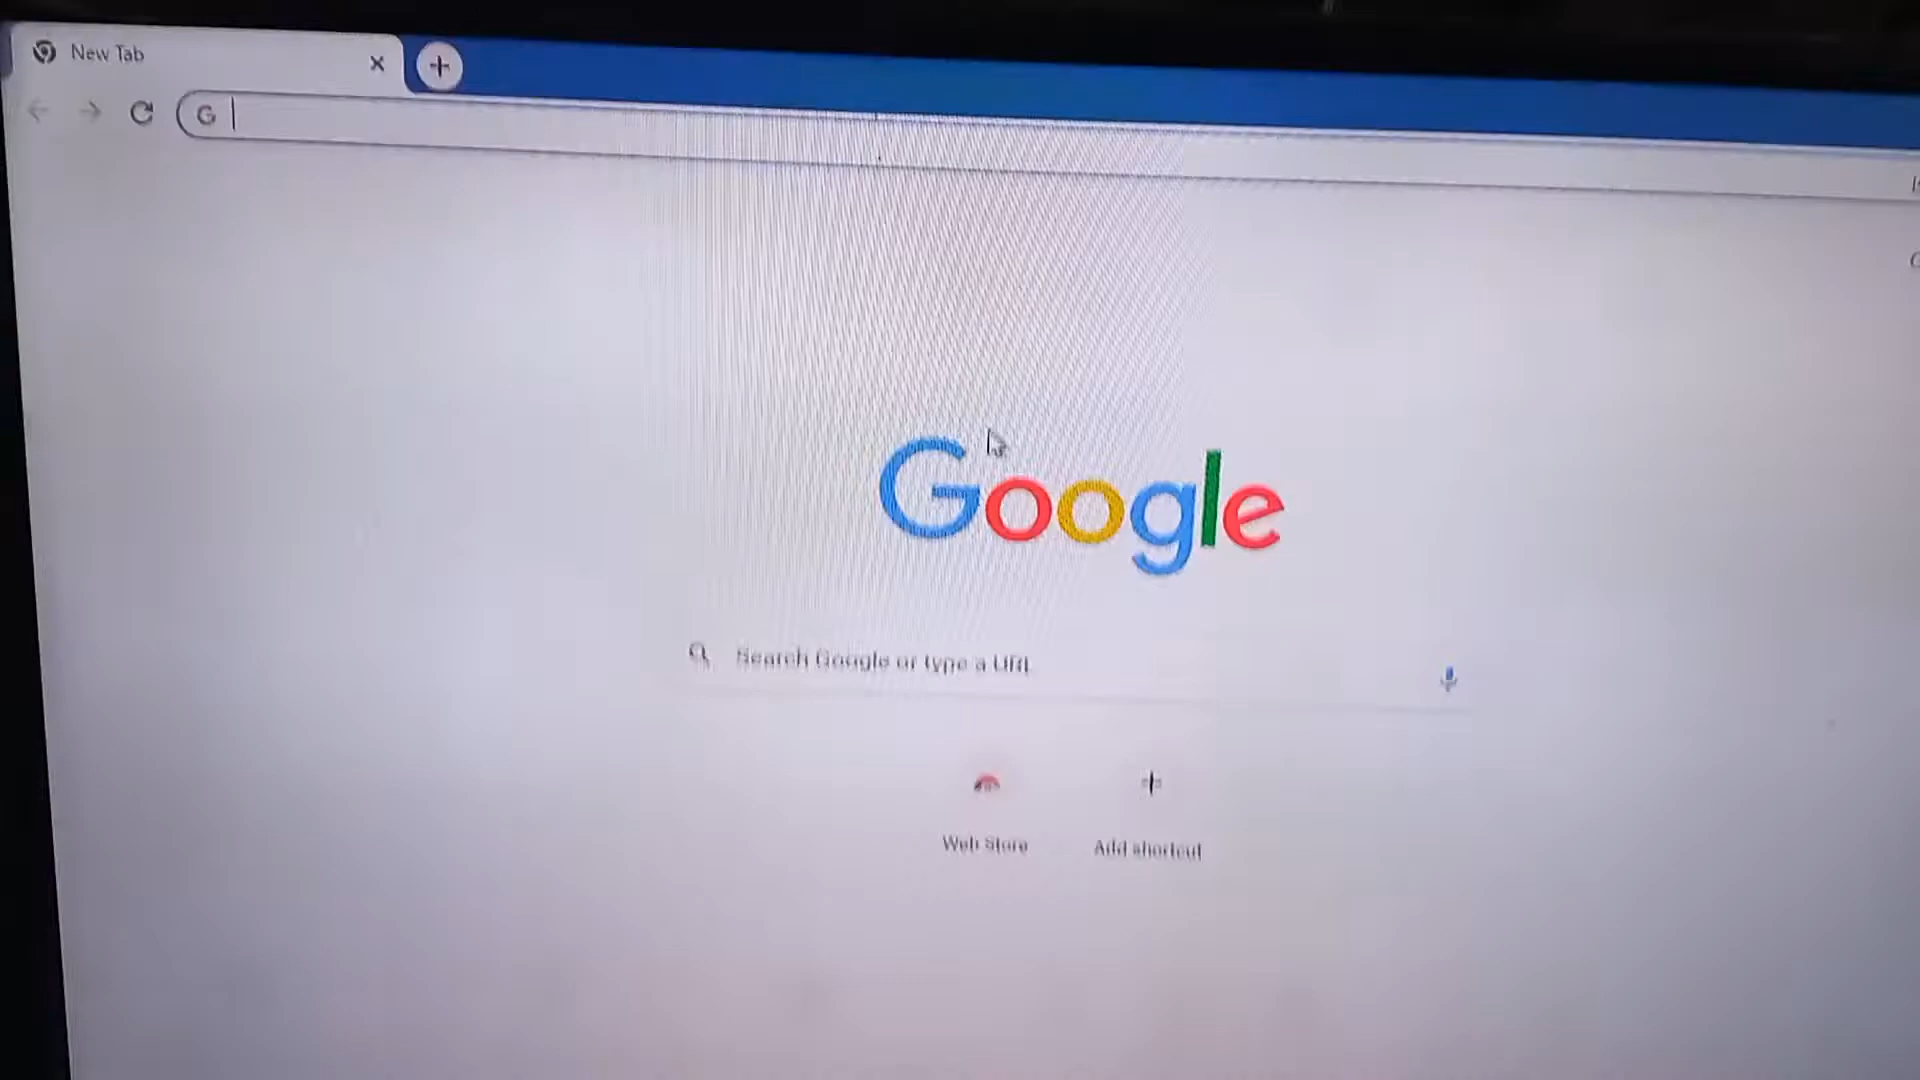 New Tab
G
Google
Search Google or type a URL
Web Store
Add shortcut